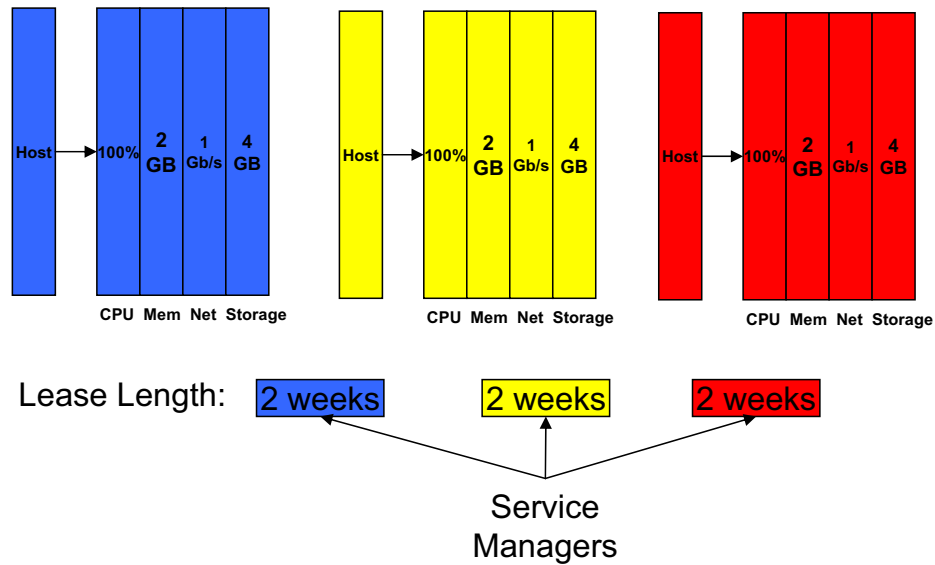 Host 100% 2 GB 1 Gb/s 4 GB
CPU Mem Net Storage
Host 100% 2 GB 1 Gb/s 4 GB
CPU Mem Net Storage
Host 100% 2 GB 1 Gb/s 4 GB
CPU Mem Net Storage
Lease Length: 2 weeks 2 weeks 2 weeks
Service
Managers